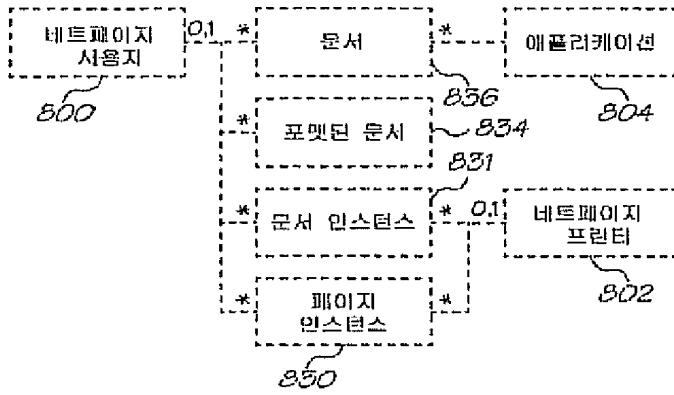 네트페이지
사용자
0,1
*
문서
*
애플리케이션
800
836
804
*
포맷된 문서
834
831
*
문서 인스턴스
*
0,1
네트페이지
프린터
802
*
페이지
인스턴스
*
830